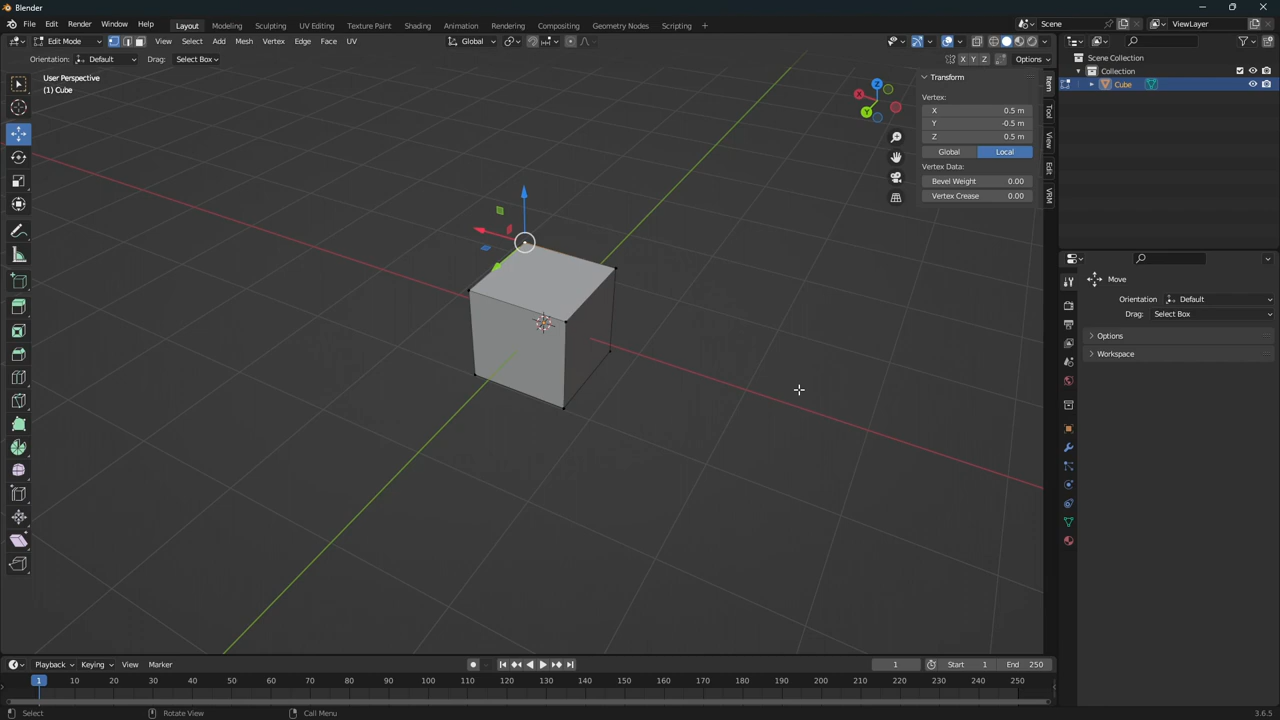 Blender
File Edit Render Window Help Layout Modeling Sculpting UV Editing Texture Paint Shading Animation Rendering Compositing Geometry Nodes Scripting + Scene ViewLayer
Edit Mode View Select Add Mesh Vertex Edge Face UV Global
Orientation: Default Drag: Select Box X Y Z Options
User Perspective
(1) Cube
Z
X
Y
Transform
Vertex:
X 0.5 m
Y -0.5 m
Z 0.5 m
Global Local
Vertex Data:
Bevel Weight 0.00
Vertex Crease 0.00
Item
Tool
View
Edit
VRM
Scene Collection
Collection
Cube
Move
Orientation Default
Drag: Select Box
Options
Workspace
Playback Keying View Marker 1 Start 1 End 250
1 10 20 30 40 50 60 70 80 90 100 110 120 130 140 150 160 170 180 190 200 210 220 230 240 250
Select Rotate View Call Menu 3.6.5